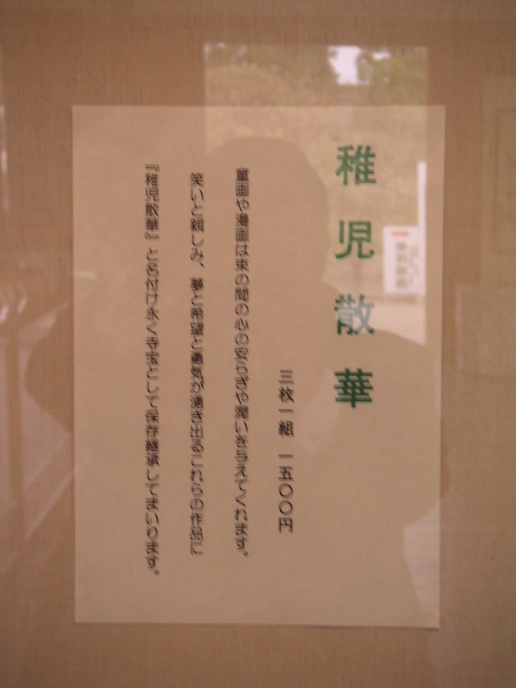 稚児散華
三枚一組 一五〇〇円
童画や漫画は束の間の心の安らぎや潤いを与えてくれます。
笑いと親しみ、夢と希望と勇気が湧き出るこれらの作品に
『稚児散華』と名付け永く寺宝として保存継承してまいります。